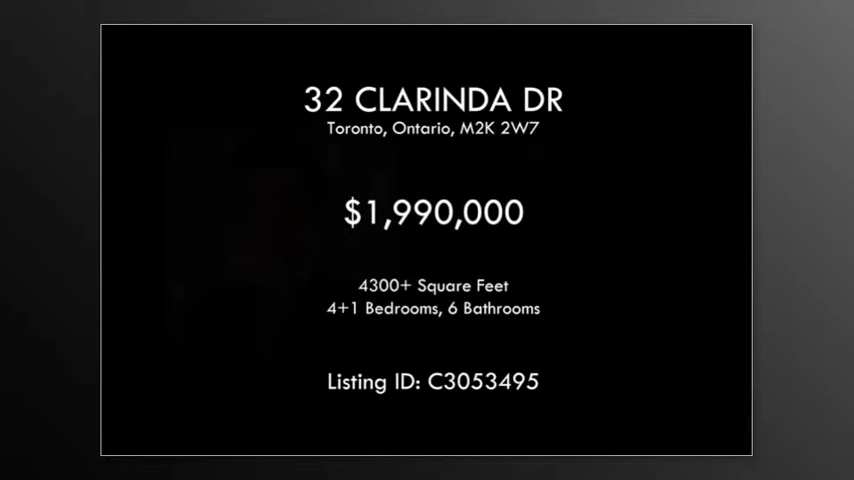 32 CLARINDA DR
Toronto, Ontario, M2K 2W7
$1,990,000
4300+ Square Feet
4+1 Bedrooms, 6 Bathrooms
Listing ID: C3053495